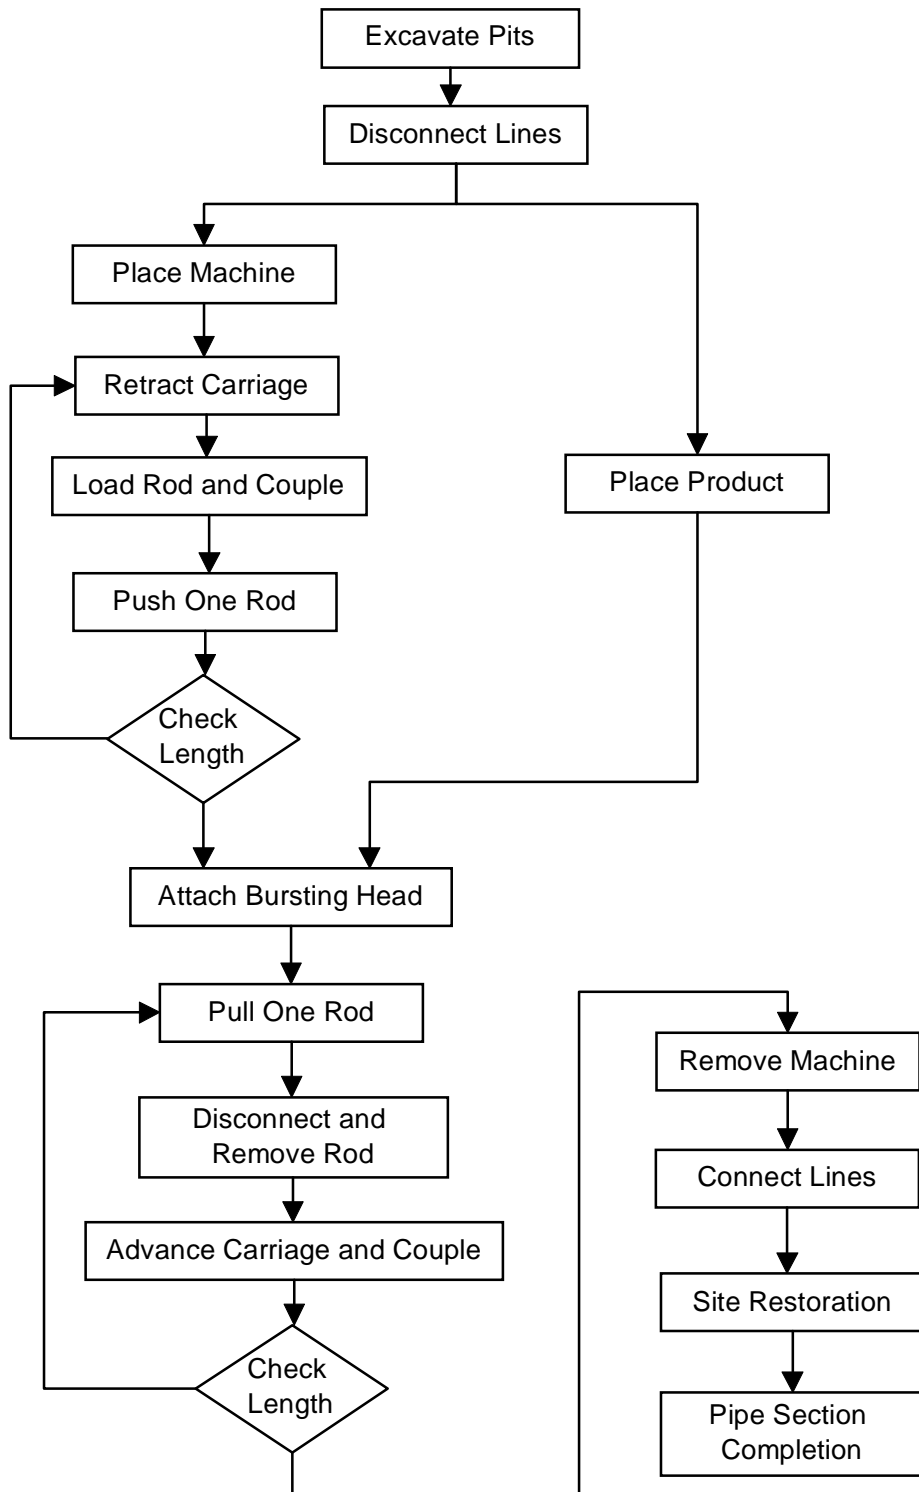 Excavate Pits
Disconnect Lines
Place Machine
Retract Carriage
Load Rod and Couple
Place Product
Push One Rod
Check
Length
Attach Bursting Head
Pull One Rod
Disconnect and
Remove Rod
Advance Carriage and Couple
Check
Length
Remove Machine
Connect Lines
Site Restoration
Pipe Section
Completion